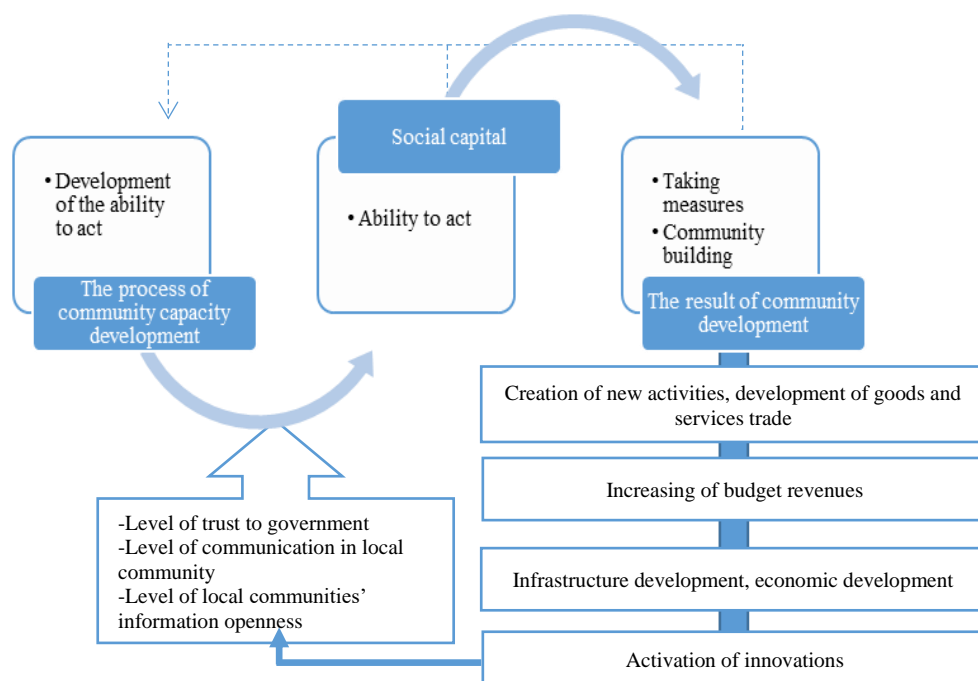 Social capital
• Development
of the ability
to act
• Ability to act
• Taking
measures
• Community
building
The process of
community capacity
development
The result of community
development
Creation of new activities, development of goods and
services trade
Increasing of budget revenues
-Level of trust to government
-Level of communication in local
community
-Level of local communities’
information openness
Infrastructure development, economic development
Activation of innovations